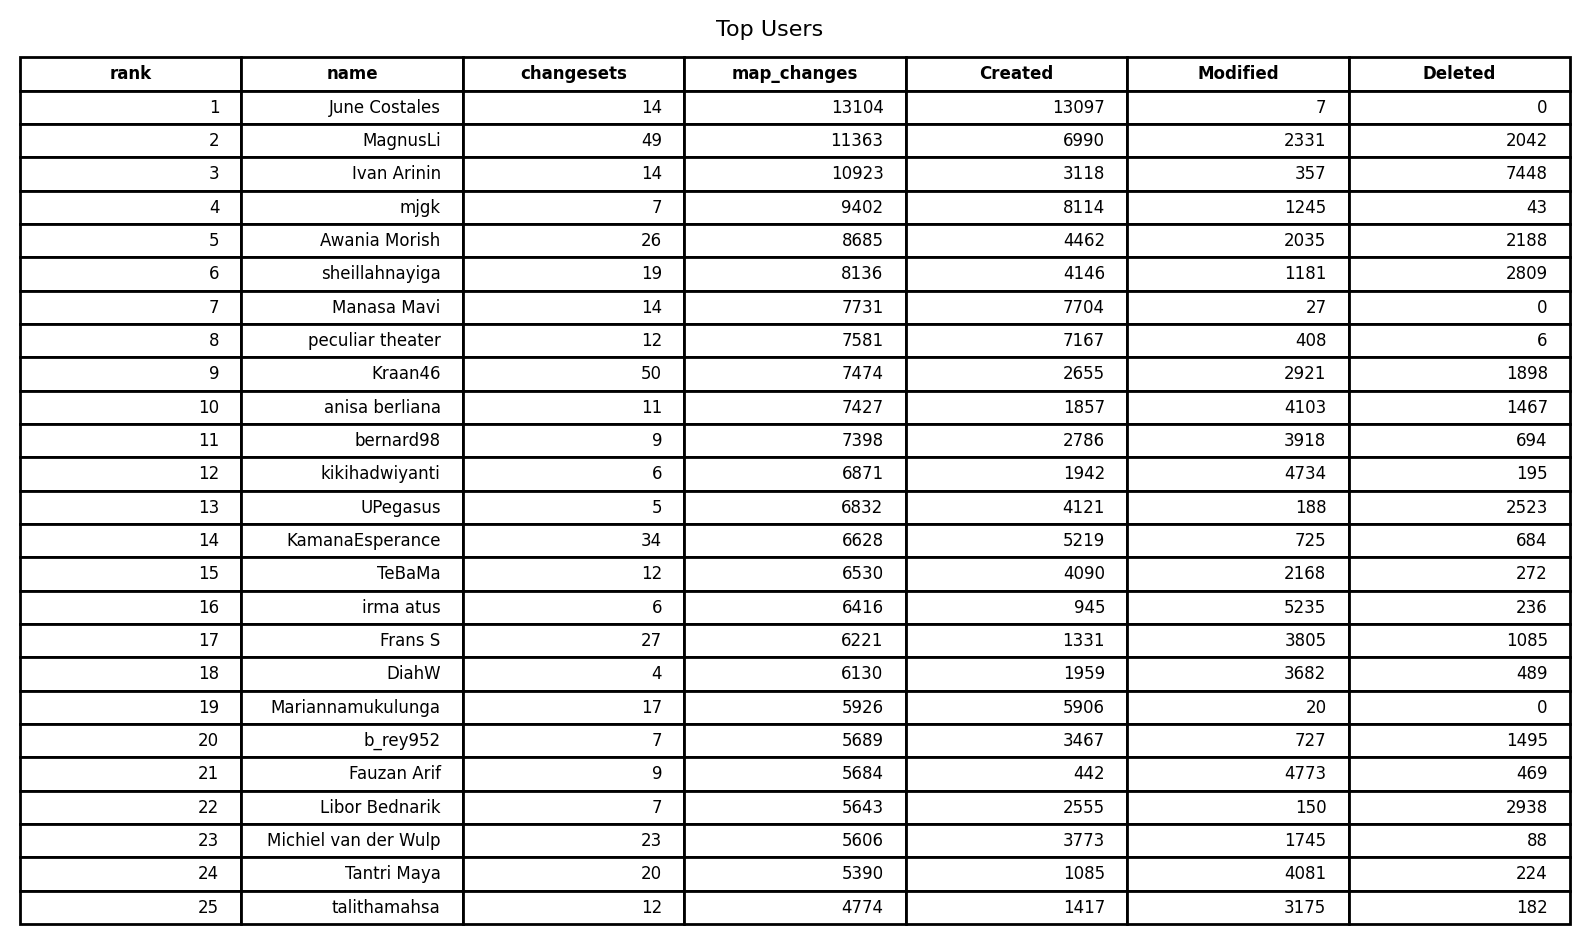 Top Users
rank name changesets map_changes Created Modified Deleted
1 June Costales 14 13104 13097 7 0
2 MagnusLi 49 11363 6990 2331 2042
3 Ivan Arinin 14 10923 3118 357 7448
4 mjgk 7 9402 8114 1245 43
5 Awania Morish 26 8685 4462 2035 2188
6 sheillahnayiga 19 8136 4146 1181 2809
7 Manasa Mavi 14 7731 7704 27 0
8 peculiar theater 12 7581 7167 408 6
9 Kraan46 50 7474 2655 2921 1898
10 anisa berliana 11 7427 1857 4103 1467
11 bernard98 9 7398 2786 3918 694
12 kikihadwiyanti 6 6871 1942 4734 195
13 UPegasus 5 6832 4121 188 2523
14 KamanaEsperance 34 6628 5219 725 684
15 TeBaMa 12 6530 4090 2168 272
16 irma atus 6 6416 945 5235 236
17 Frans S 27 6221 1331 3805 1085
18 DiahW 4 6130 1959 3682 489
19 Mariannamukulunga 17 5926 5906 20 0
20 b_rey952 7 5689 3467 727 1495
21 Fauzan Arif 9 5684 442 4773 469
22 Libor Bednarik 7 5643 2555 150 2938
23 Michiel van der Wulp 23 5606 3773 1745 88
24 Tantri Maya 20 5390 1085 4081 224
25 talithamahsa 12 4774 1417 3175 182